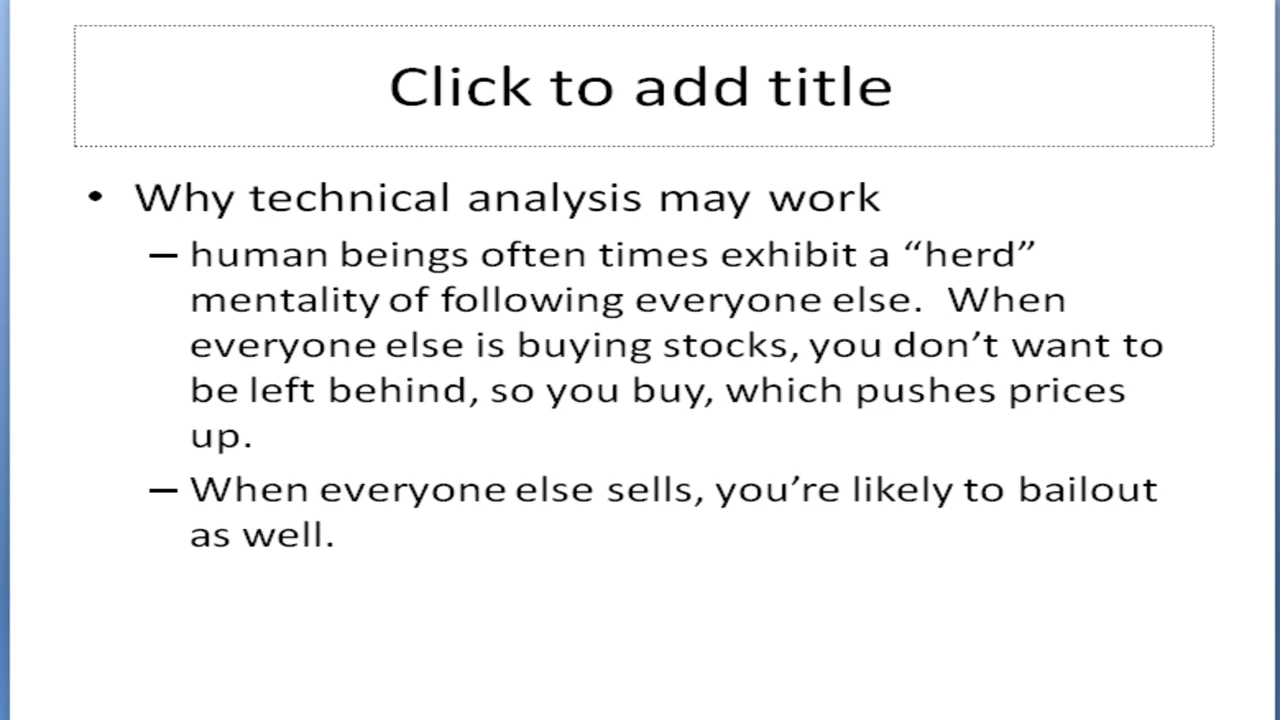 Click to add title
• Why technical analysis may work
– human beings often times exhibit a “herd”
mentality of following everyone else.  When
everyone else is buying stocks, you don’t want to
be left behind, so you buy, which pushes prices
up.
– When everyone else sells, you’re likely to bailout
as well.